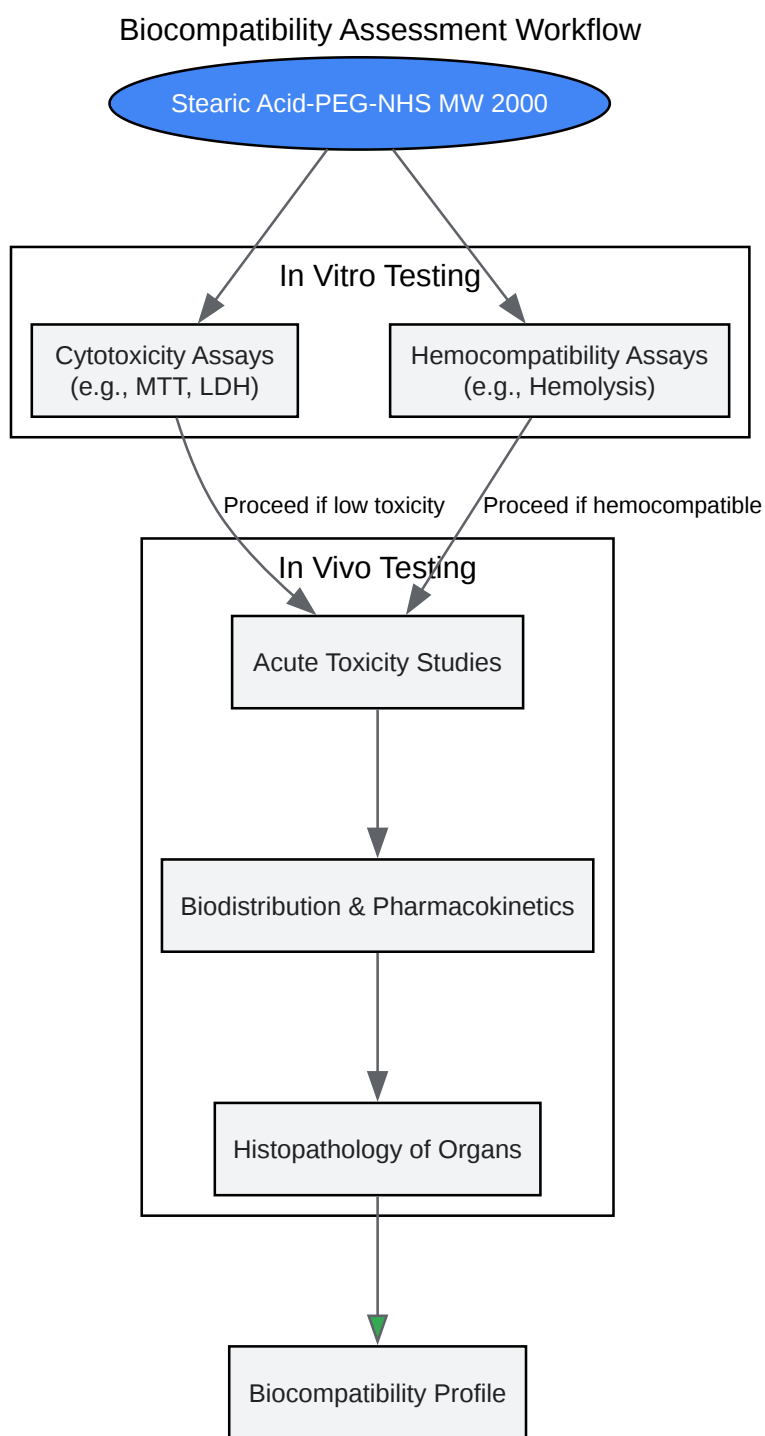 Biocompatibility Assessment Workflow
Stearic Acid-PEG-NHS MW 2000
In Vitro Testing
Cytotoxicity Assays
(e.g., MTT, LDH)
Hemocompatibility Assays
(e.g., Hemolysis)
Proceed if low toxicity
Proceed if hemocompatible
In Vivo Testing
Acute Toxicity Studies
Biodistribution & Pharmacokinetics
Histopathology of Organs
Biocompatibility Profile